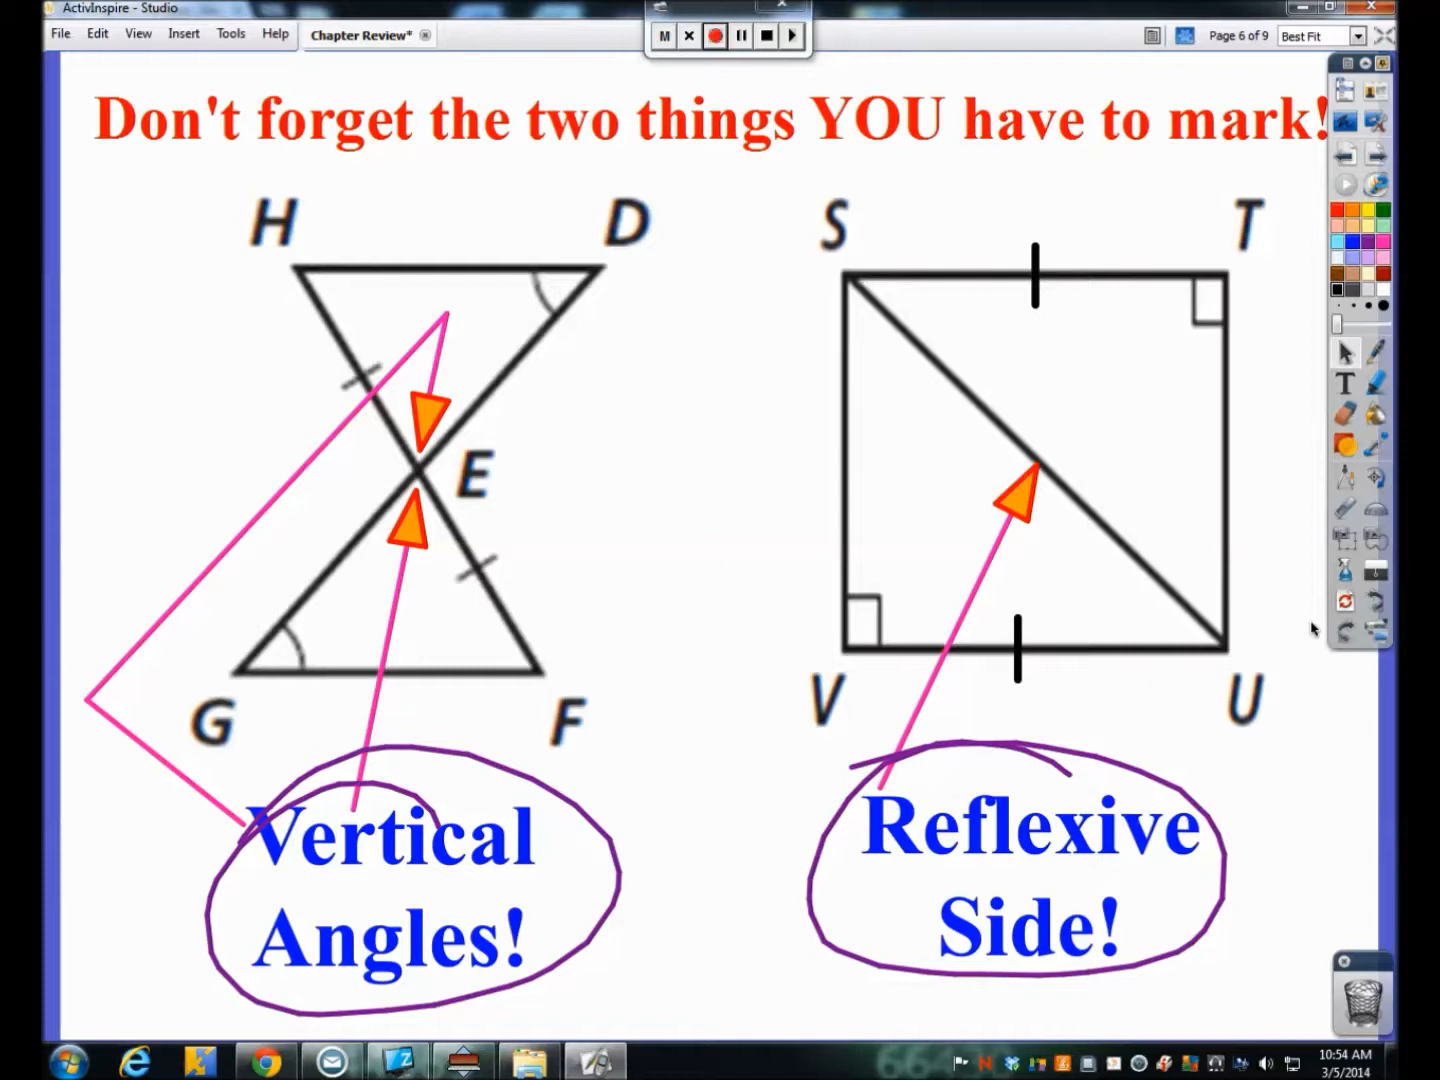 ActivInspire - Studio
File Edit View Insert Tools Help Chapter Review* M Page 6 of 9 Best Fit
Don't forget the two things YOU have to mark!
H D S T
E
G F V U
Vertical Reflexive
Angles! Side!
10:54 AM
3/5/2014